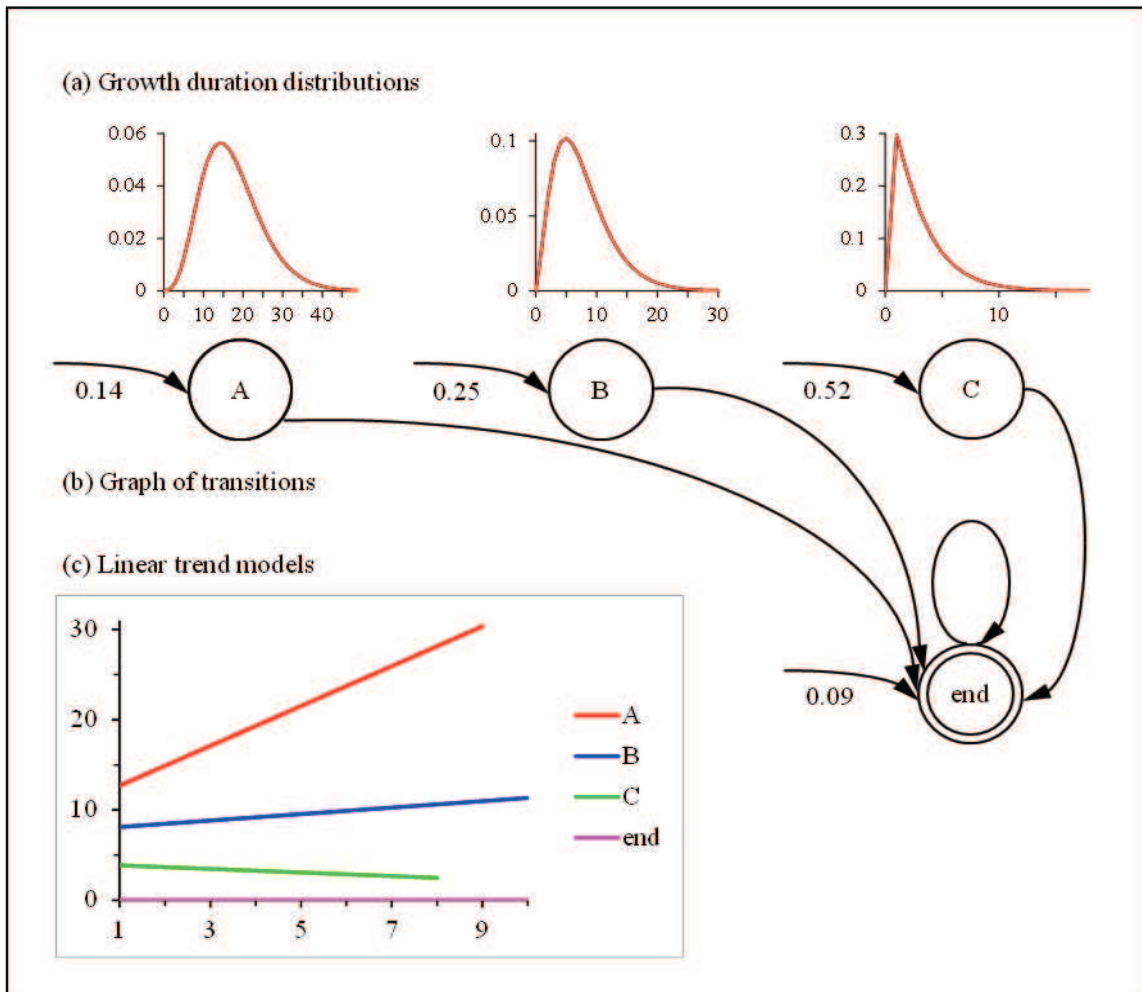 (a) Growth duration distributions
0.06
0.04
0.02
0
0 10 20 30 40
0.1
0.05
0
0 10 20 30
0.3
0.2
0.1
0
0 10
0.14
A
0.25
B
0.52
C
(b) Graph of transitions
(c) Linear trend models
30
20
10
0
1 3 5 7 9
A
B
C
end
0.09
end